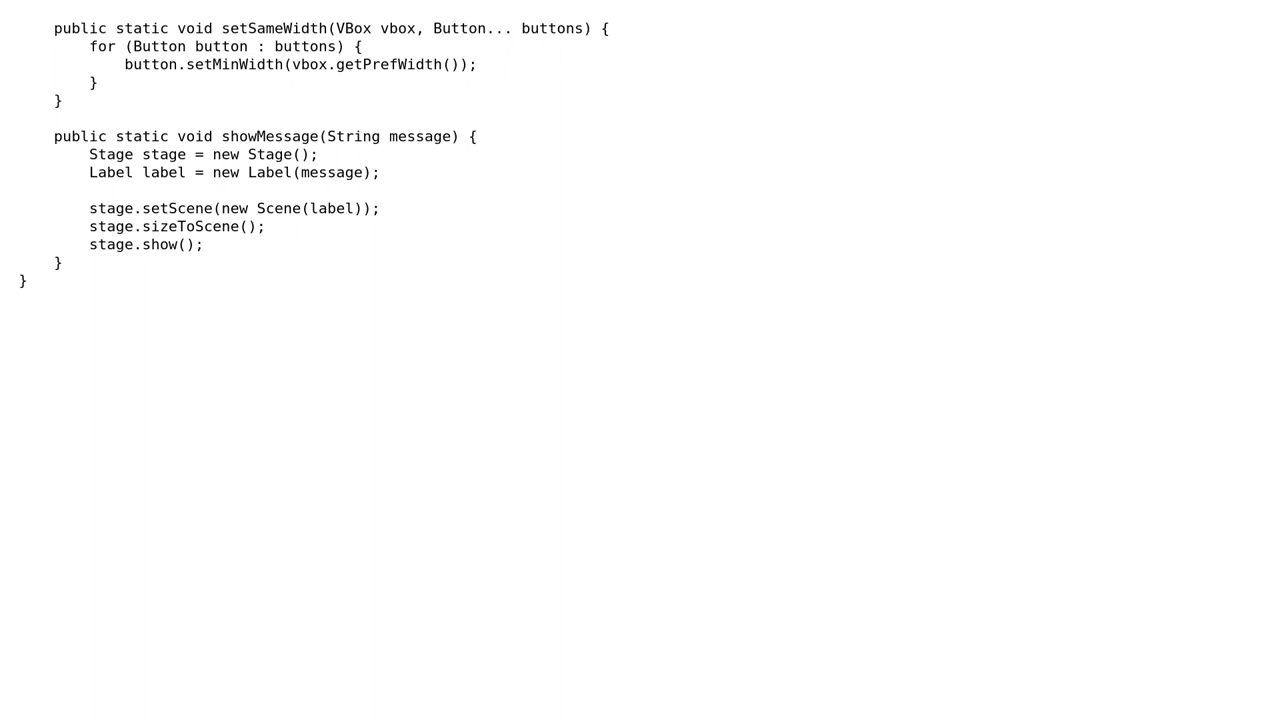 public static void setSameWidth(VBox vbox, Button... buttons) {
        for (Button button : buttons) {
            button.setMinWidth(vbox.getPrefWidth());
        }
    }

    public static void showMessage(String message) {
        Stage stage = new Stage();
        Label label = new Label(message);

        stage.setScene(new Scene(label));
        stage.sizeToScene();
        stage.show();
    }
}